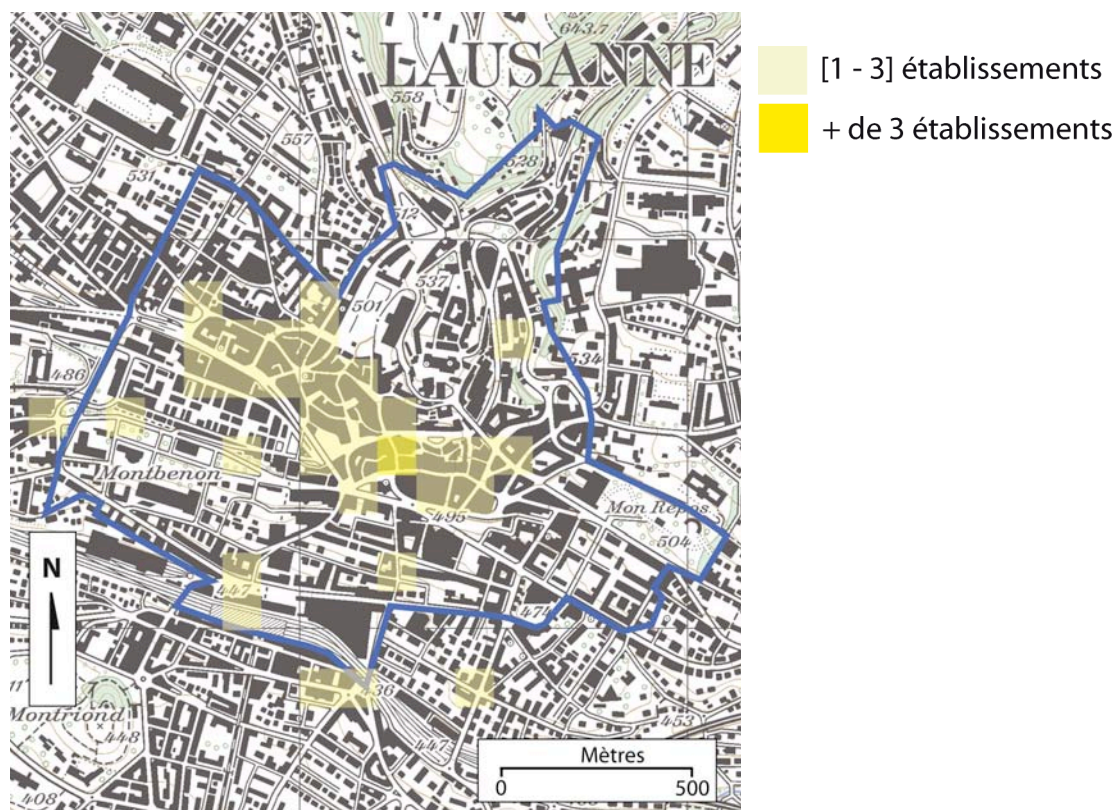 643.7
LAUSANNE
558
557
628
531
512
537
501
534
486
Montbenon
495
Mon Repos
504
N
447
474
436
Montriond
448
453
447
408
Mètres
0 500
[1 - 3] établissements
+ de 3 établissements